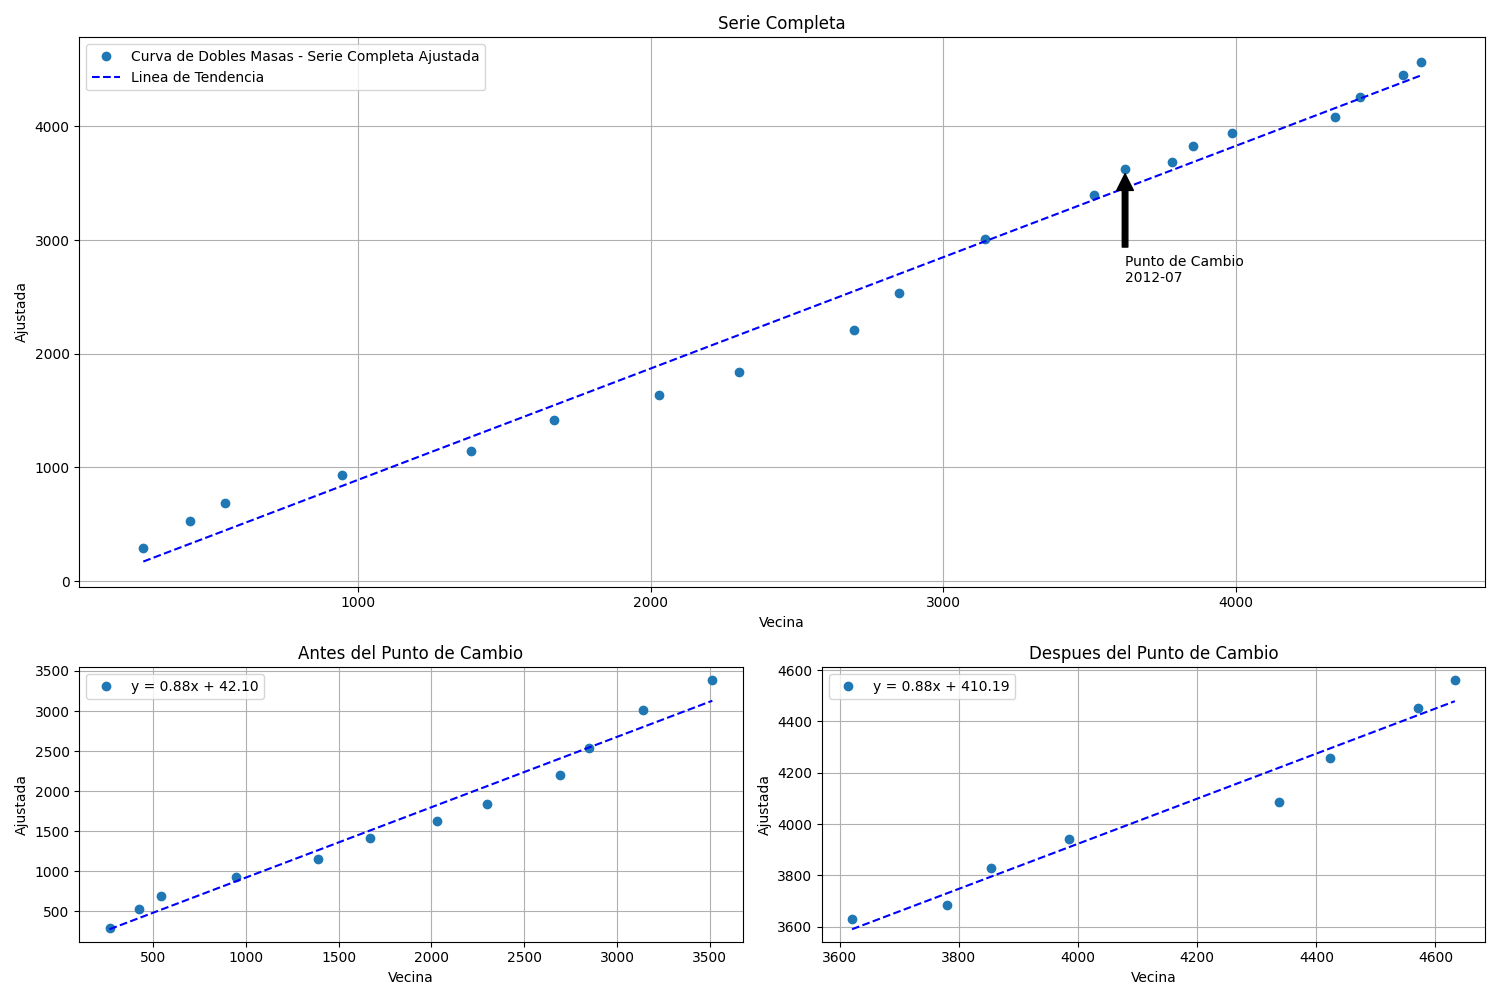 Serie Completa
Curva de Dobles Masas - Serie Completa Ajustada
Linea de Tendencia
Ajustada
4000
3000
2000
1000
0
Punto de Cambio
2012-07
1000
2000
3000
4000
Vecina
Antes del Punto de Cambio
y = 0.88x + 42.10
Ajustada
3500
3000
2500
2000
1500
1000
500
500
1000
1500
2000
2500
3000
3500
Vecina
Despues del Punto de Cambio
y = 0.88x + 410.19
Ajustada
4600
4400
4200
4000
3800
3600
3600
3800
4000
4200
4400
4600
Vecina